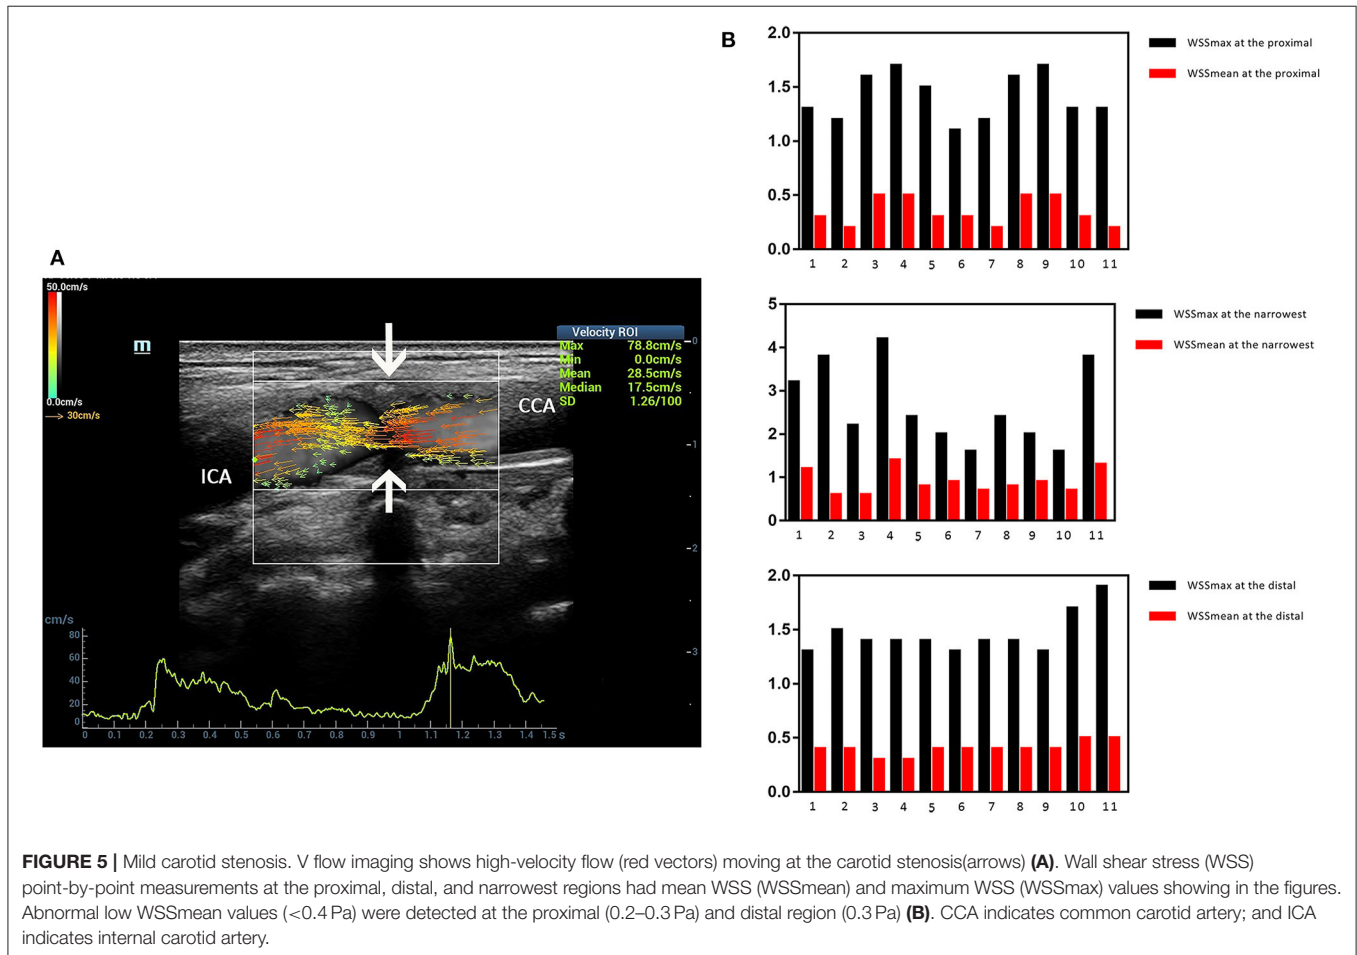 B
2.0
1.5
1.0
0.5
0.0
1 2 3 4 5 6 7 8 9 10 11
WSSmax at the proximal
WSSmean at the proximal
A
50.0cm/s
0.0cm/s
30cm/s
m
Velocity ROI
Max 78.8cm/s
Min 0.0cm/s
Mean 28.5cm/s
Median 17.5cm/s
SD 1.26/100
CCA
ICA
0
-1
-2
-3
cm/s
80
60
40
20
0
0 0.1 0.2 0.3 0.4 0.5 0.6 0.7 0.8 0.9 1 1.1 1.2 1.3 1.4 1.5 s
5
4
3
2
1
0
1 2 3 4 5 6 7 8 9 10 11
WSSmax at the narrowest
WSSmean at the narrowest
2.0
1.5
1.0
0.5
0.0
1 2 3 4 5 6 7 8 9 10 11
WSSmax at the distal
WSSmean at the distal
FIGURE 5 | Mild carotid stenosis. V flow imaging shows high-velocity flow (red vectors) moving at the carotid stenosis(arrows) (A). Wall shear stress (WSS)
point-by-point measurements at the proximal, distal, and narrowest regions had mean WSS (WSSmean) and maximum WSS (WSSmax) values showing in the figures.
Abnormal low WSSmean values (<0.4 Pa) were detected at the proximal (0.2–0.3 Pa) and distal region (0.3 Pa) (B). CCA indicates common carotid artery; and ICA
indicates internal carotid artery.